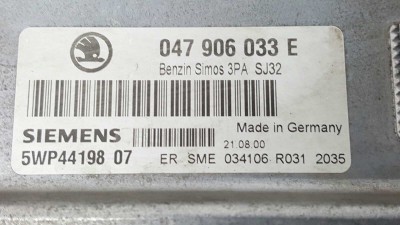 047 906 033 E
Benzin Simos 3PA SJ32
SIEMENS
Made in Germany
21.08.00
5WP44198 07
ER SME 034106 R031 2035